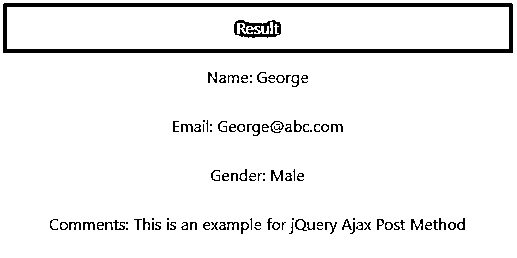 Result
Name: George
Email: George@abc.com
Gender: Male
Comments: This is an example for jQuery Ajax Post Method